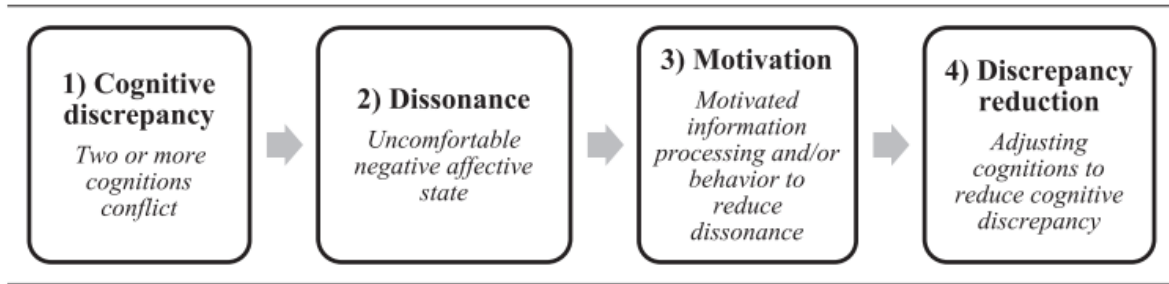 1) Cognitive
discrepancy
Two or more
cognitions
conflict
2) Dissonance
Uncomfortable
negative affective
state
3) Motivation
Motivated
information
processing and/or
behavior to
reduce
dissonance
4) Discrepancy
reduction
Adjusting
cognitions to
reduce cognitive
discrepancy